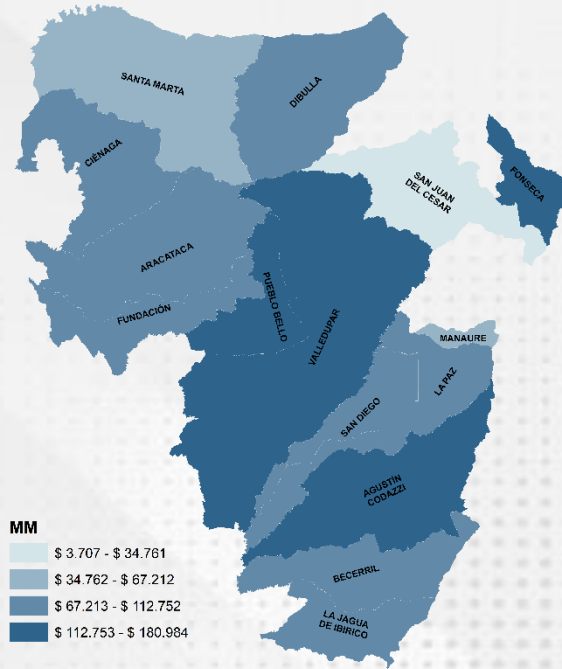 SANTA MARTA
DIBULLA
CIÉNAGA
SAN JUAN
DEL CESAR
FONSECA
ARACATACA
FUNDACIÓN
PUEBLO BELLO
VALLEDUPAR
MANAURE
LA PAZ
SAN DIEGO
AGUSTÍN
CODAZZI
BECERRIL
LA JAGUA
DE IBIRICO
MM
$ 3.707 - $ 34.761
$ 34.762 - $ 67.212
$ 67.213 - $ 112.752
$ 112.753 - $ 180.984